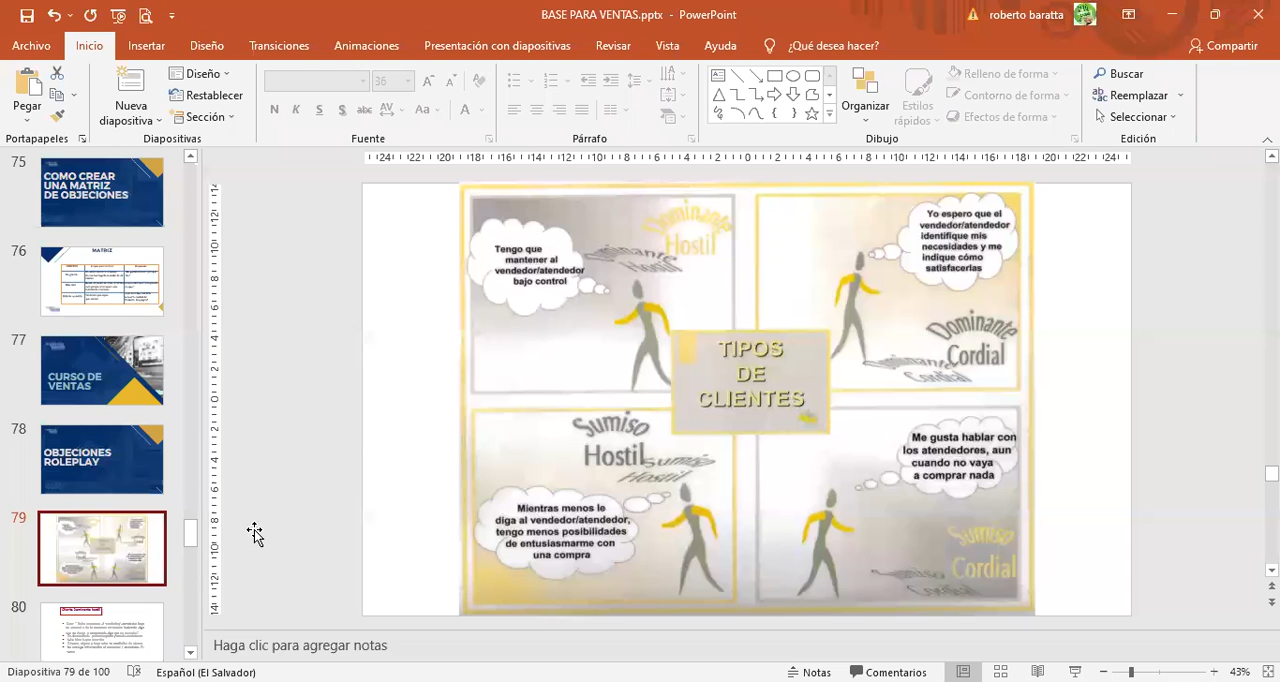 BASE PARA VENTAS.pptx - PowerPoint
roberto baratta
Archivo Inicio Insertar Diseño Transiciones Animaciones Presentación con diapositivas Revisar Vista Ayuda ¿Qué desea hacer? Compartir
Pegar
Portapapeles
Nueva
diapositiva
Diseño
Restablecer
Sección
Diapositivas
36
N K S S abc AV Aa A
Fuente
Párrafo
Organizar
Estilos
rápidos
Relleno de forma
Contorno de forma
Efectos de forma
Dibujo
Buscar
Reemplazar
Seleccionar
Edición
75
COMO CREAR
UNA MATRIZ
DE OBJECIONES
76
MATRIZ
77
CURSO DE
VENTAS
78
OBJECIONES
ROLEPLAY
79
80
Dominante
Hostil
Tengo que
mantener al
vendedor/atendedor
bajo control
Yo espero que el
vendedor/atendedor
identifique mis
necesidades y me
indique cómo
satisfacerlas
Dominante
Cordial
TIPOS
DE
CLIENTES
Sumiso
Hostil
Mientras menos le
diga al vendedor/atendedor,
tengo menos posibilidades
de entusiasmarme con
una compra
Me gusta hablar con
los atendedores, aun
cuando no vaya
a comprar nada
Sumiso
Cordial
Haga clic para agregar notas
Diapositiva 79 de 100
Español (El Salvador)
Notas
Comentarios
43%